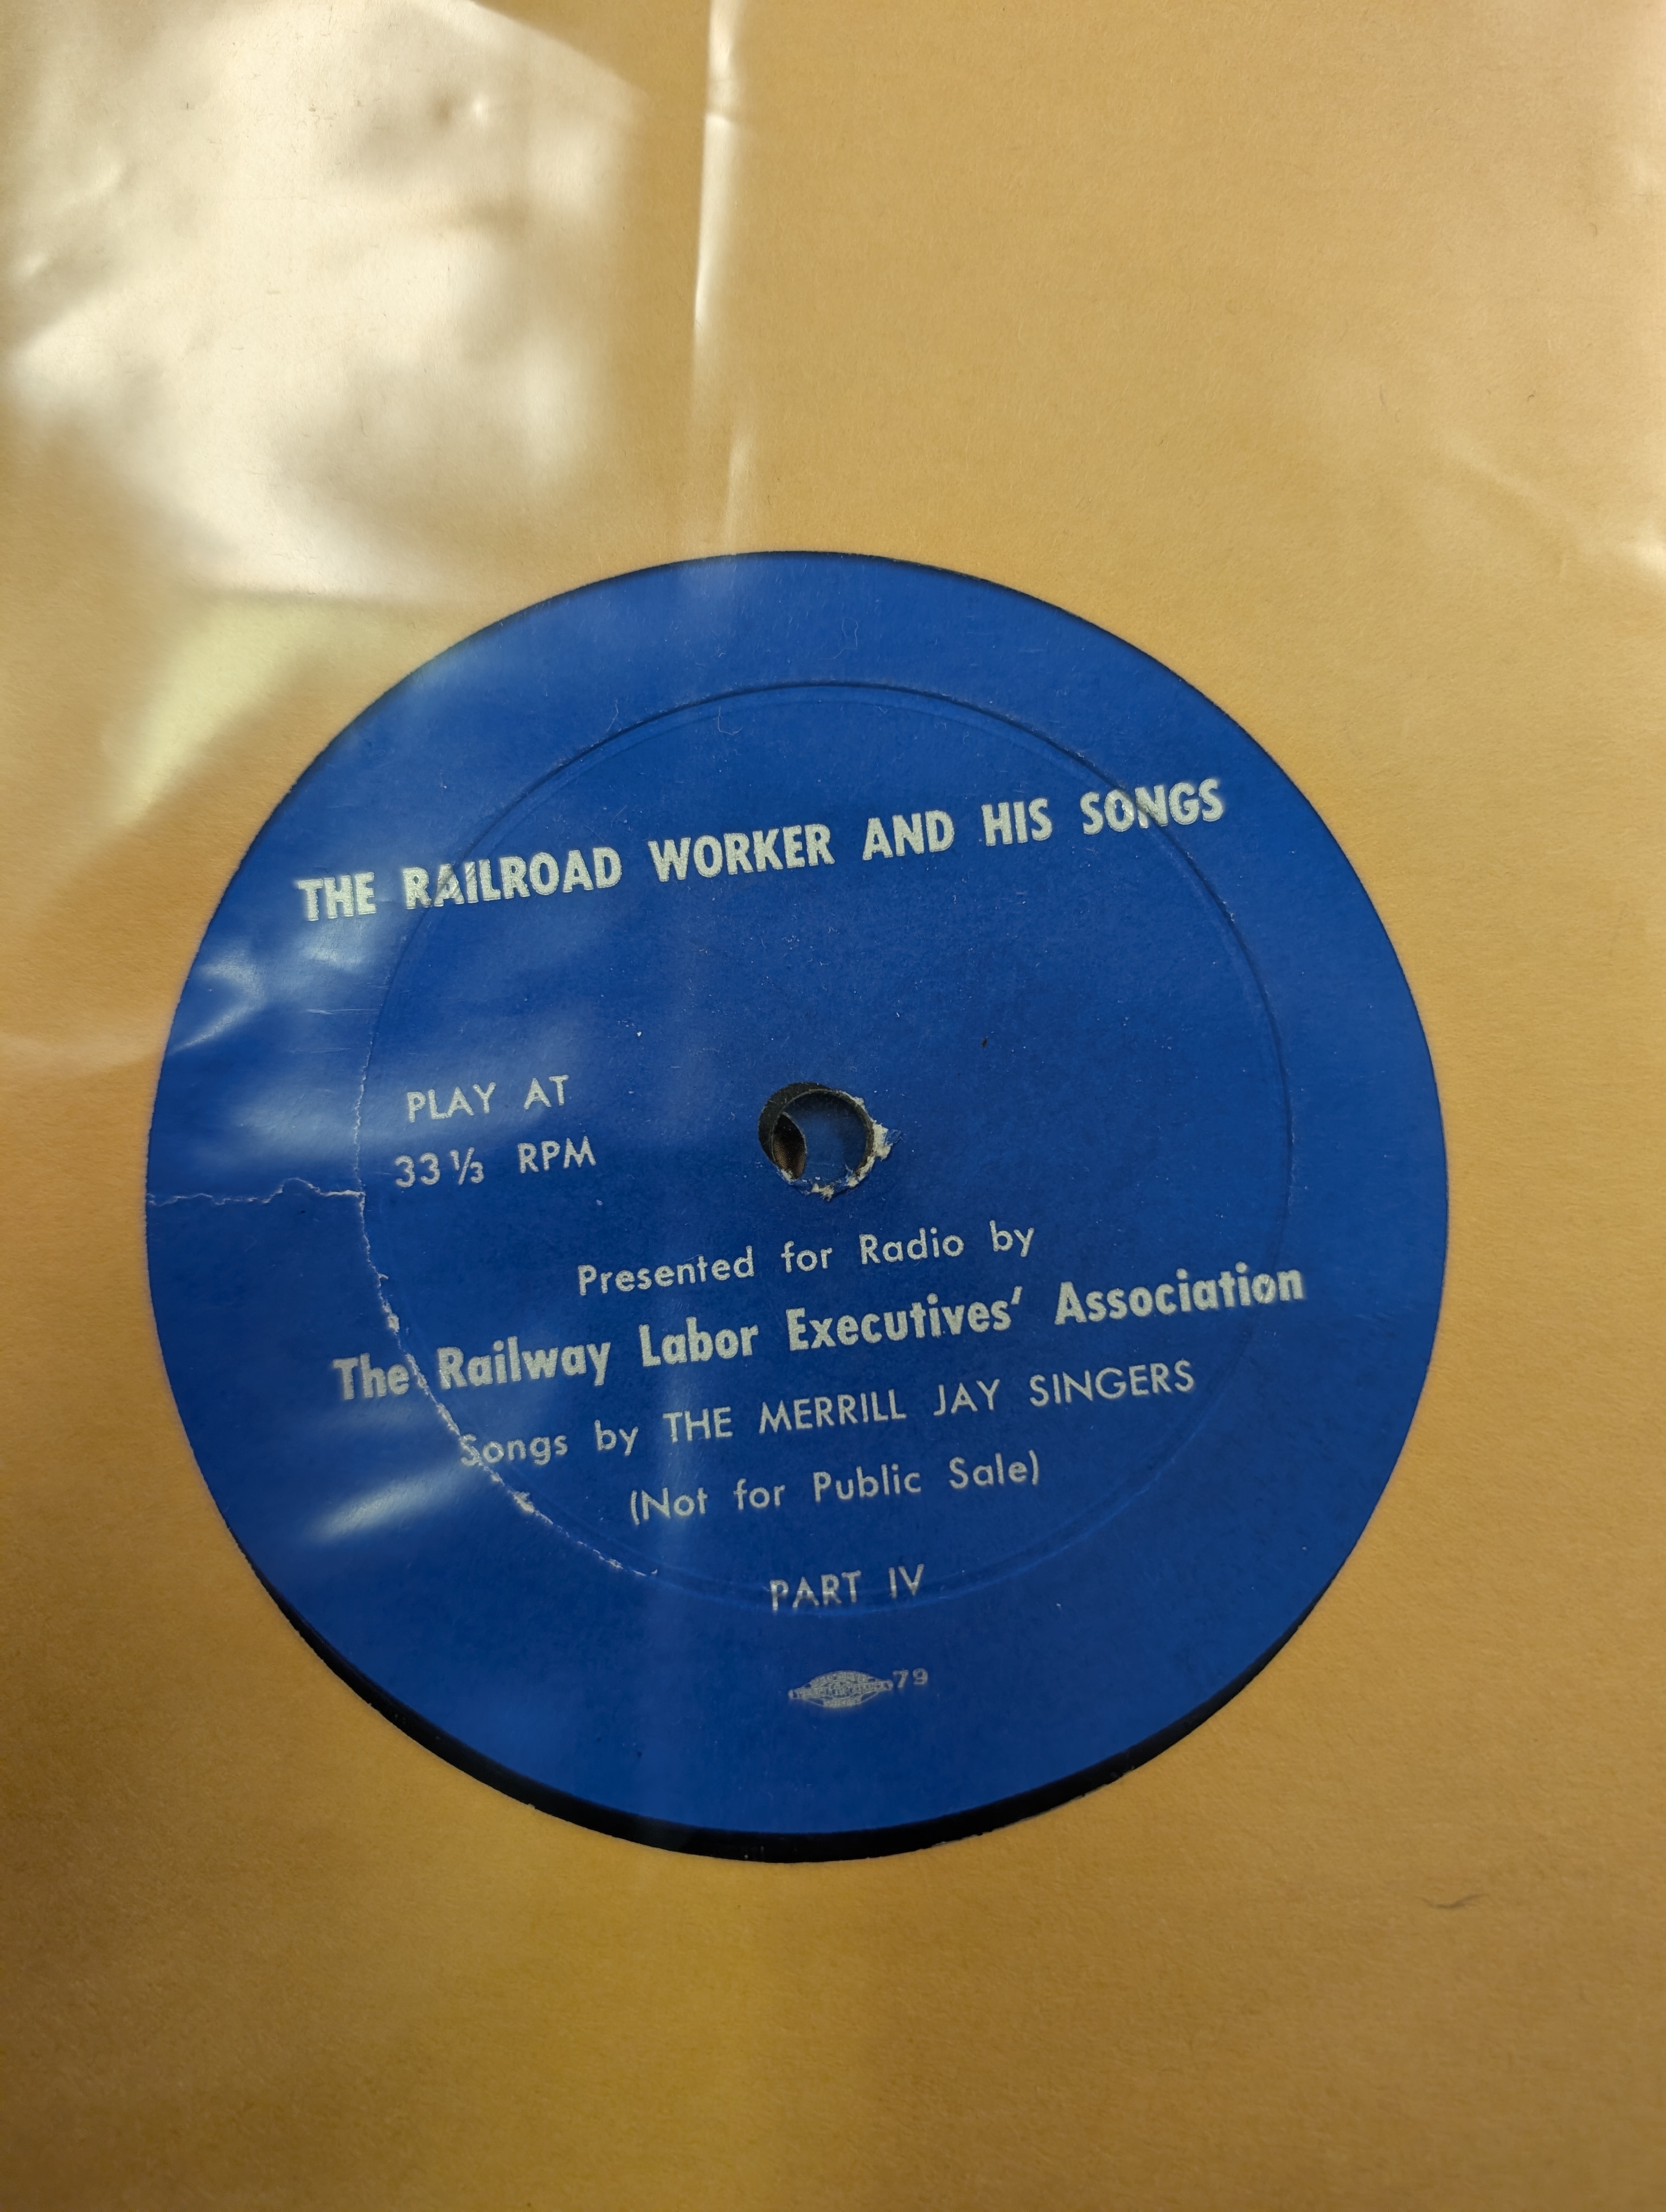 THE RAILROAD WORKER AND HIS SONGS
PLAY AT
33⅓ RPM
Presented for Radio by
The Railway Labor Executives' Association
Songs by THE MERRILL JAY SINGERS
(Not for Public Sale)
PART IV
79